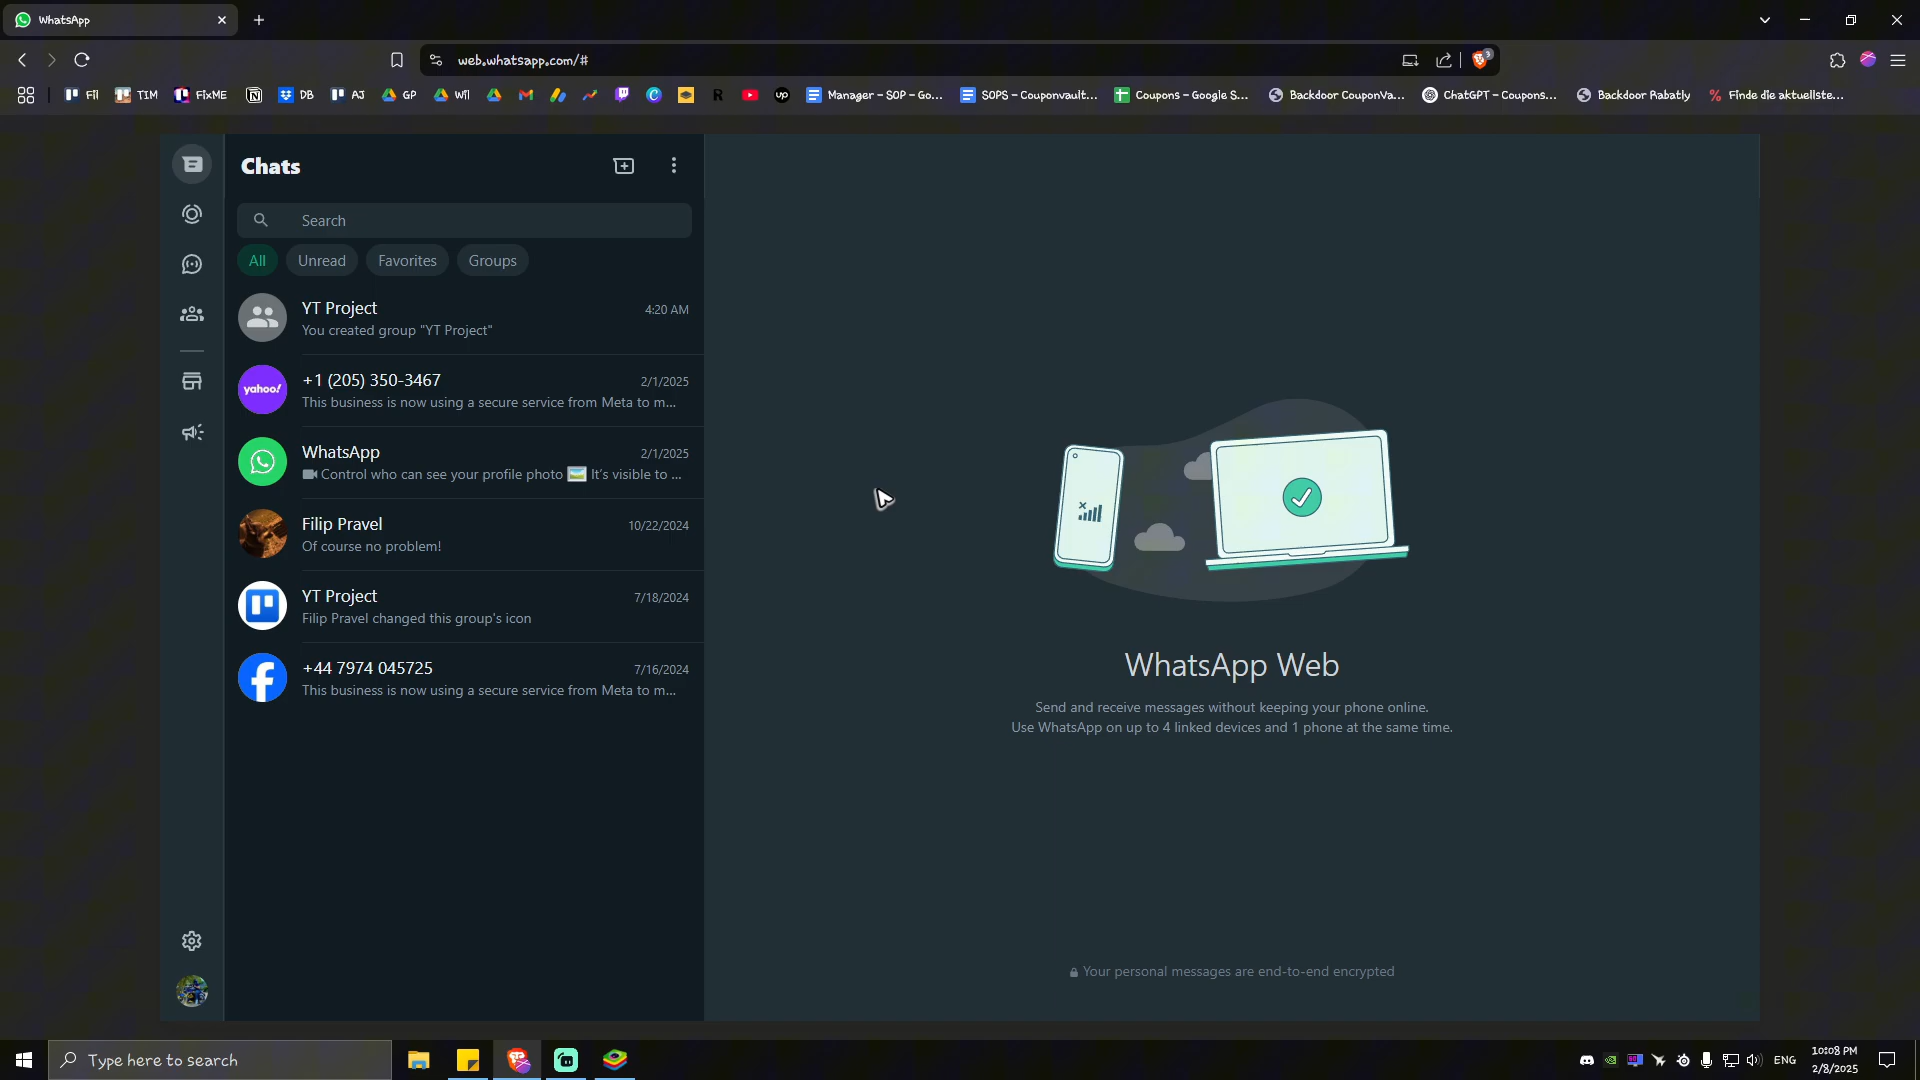 WhatsApp
web.whatsapp.com/#
3
Fil
TIM
FixME
DB
AJ
GP
Wil
R
up
Manager - SOP - Go...
SOPS - Couponvault...
Coupons - Google S...
Backdoor CouponVa...
ChatGPT - Coupons...
Backdoor Rabatly
Finde die aktuellste...
Chats
Search
All
Unread
Favorites
Groups
YT Project
4:20 AM
You created group "YT Project"
yahoo!
+1 (205) 350-3467
2/1/2025
This business is now using a secure service from Meta to m...
WhatsApp
2/1/2025
Control who can see your profile photo 🖼️ It's visible to ...
Filip Pravel
10/22/2024
Of course no problem!
YT Project
7/18/2024
Filip Pravel changed this group's icon
+44 7974 045725
7/16/2024
This business is now using a secure service from Meta to m...
WhatsApp Web
Send and receive messages without keeping your phone online.
Use WhatsApp on up to 4 linked devices and 1 phone at the same time.
Your personal messages are end-to-end encrypted
Type here to search
ENG
10:08 PM
2/8/2025